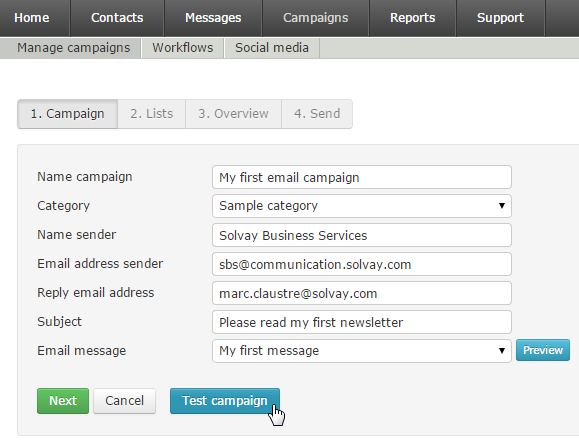 Home Contacts Messages Campaigns Reports Support
Manage campaigns Workflows Social media
1. Campaign 2. Lists 3. Overview 4. Send
Name campaign My first email campaign
Category Sample category
Name sender Solvay Business Services
Email address sender sbs@communication.solvay.com
Reply email address marc.claustre@solvay.com
Subject Please read my first newsletter
Email message My first message Preview
Next Cancel Test campaign